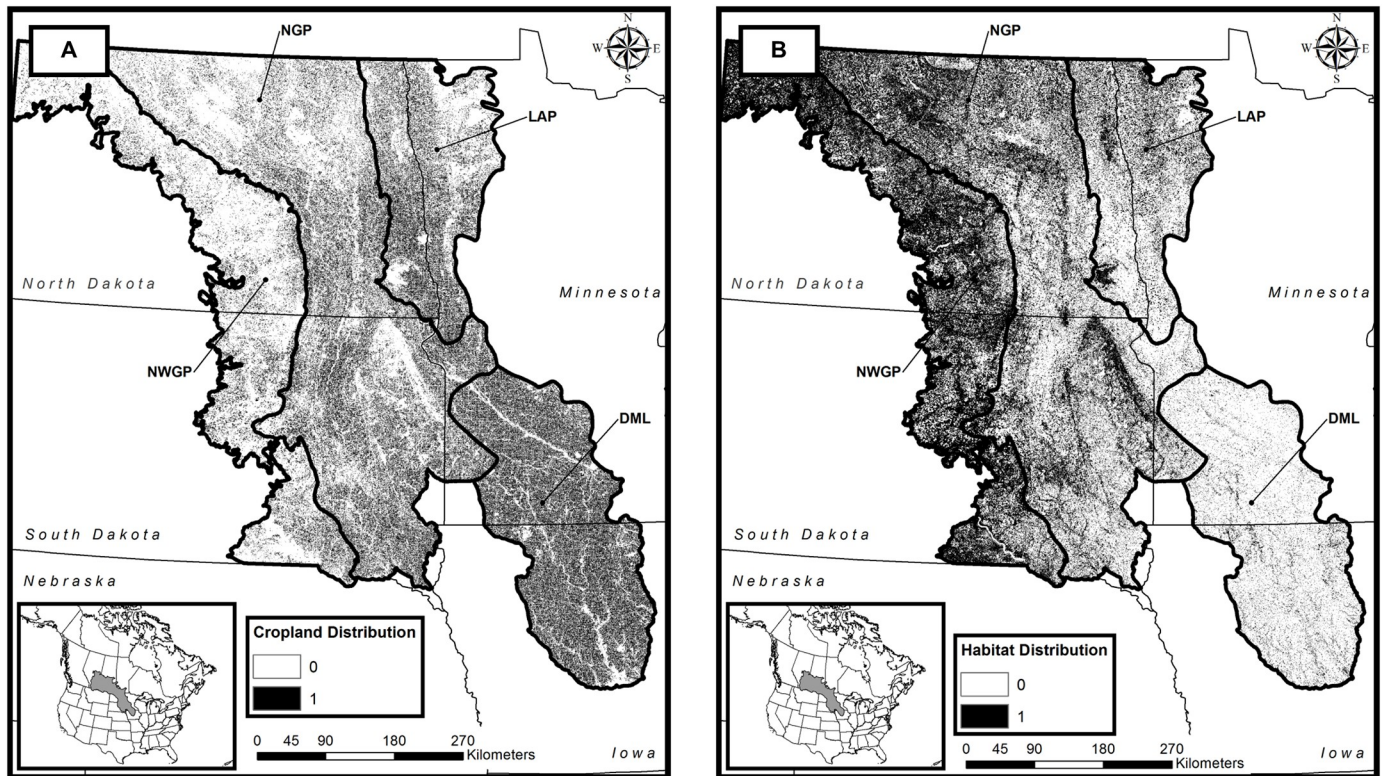 A
NGP
N
W E
S
LAP
North Dakota
Minnesota
NWGP
DML
South Dakota
Nebraska
Cropland Distribution
0
1
0 45 90 180 270
Kilometers
Iowa
B
NGP
N
W E
S
LAP
North Dakota
Minnesota
NWGP
DML
South Dakota
Nebraska
Habitat Distribution
0
1
0 45 90 180 270
Kilometers
Iowa